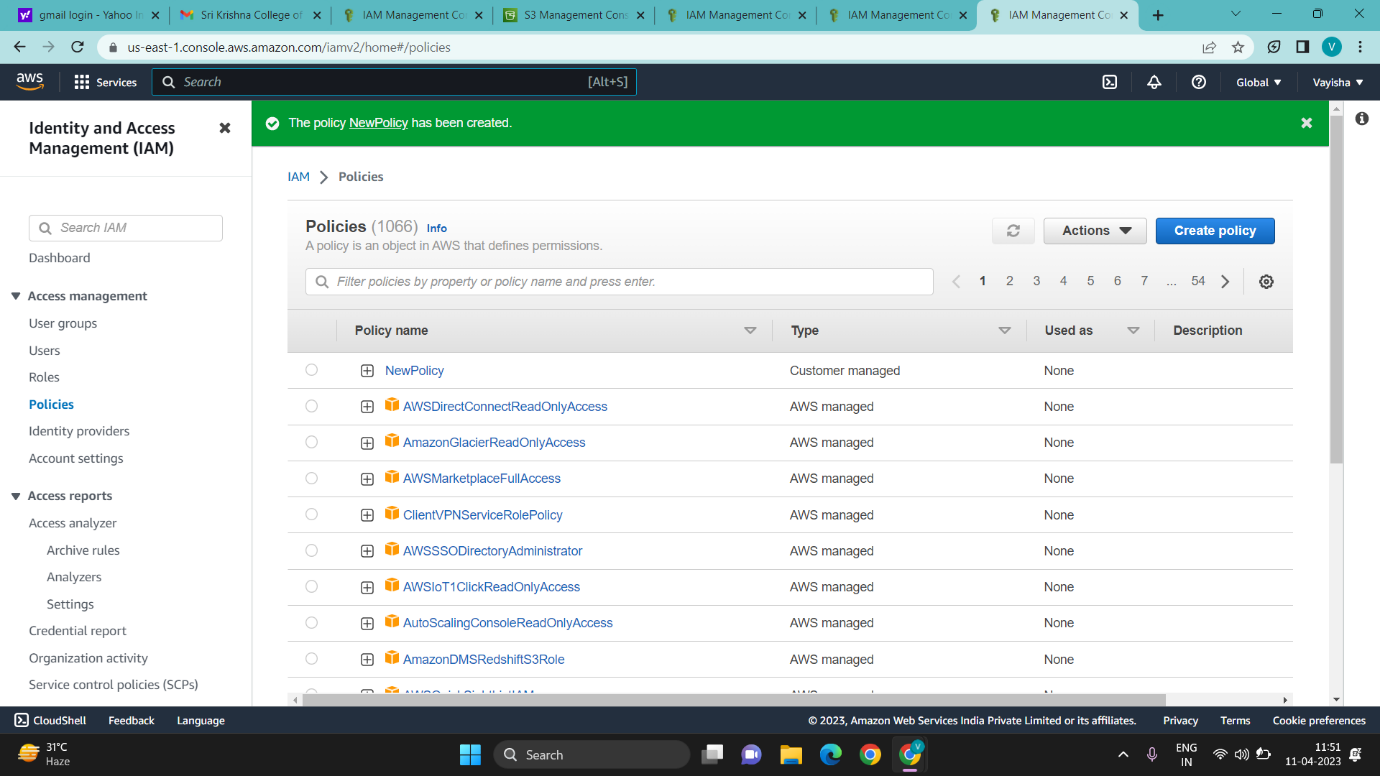 gmail login - Yahoo In
Sri Krishna College of
IAM Management Co
S3 Management Cons
IAM Management Co
IAM Management Co
IAM Management Co
us-east-1.console.aws.amazon.com/iamv2/home#/policies
V
aws
Services
Search
[Alt+S]
Global
Vayisha
Identity and Access
Management (IAM)
Search IAM
Dashboard
Access management
User groups
Users
Roles
Policies
Identity providers
Account settings
Access reports
Access analyzer
Archive rules
Analyzers
Settings
Credential report
Organization activity
Service control policies (SCPs)
The policy NewPolicy has been created.
IAM > Policies
Policies (1066) Info
A policy is an object in AWS that defines permissions.
Actions
Create policy
Filter policies by property or policy name and press enter.
1 2 3 4 5 6 7 ... 54
Policy name Type Used as Description
NewPolicy Customer managed None
AWSDirectConnectReadOnlyAccess AWS managed None
AmazonGlacierReadOnlyAccess AWS managed None
AWSMarketplaceFullAccess AWS managed None
ClientVPNServiceRolePolicy AWS managed None
AWSSSODirectoryAdministrator AWS managed None
AWSIoT1ClickReadOnlyAccess AWS managed None
AutoScalingConsoleReadOnlyAccess AWS managed None
AmazonDMSRedshiftS3Role AWS managed None
CloudShell Feedback Language
© 2023, Amazon Web Services India Private Limited or its affiliates. Privacy Terms Cookie preferences
31°C
Haze
Search
V
ENG
IN
11:51
11-04-2023